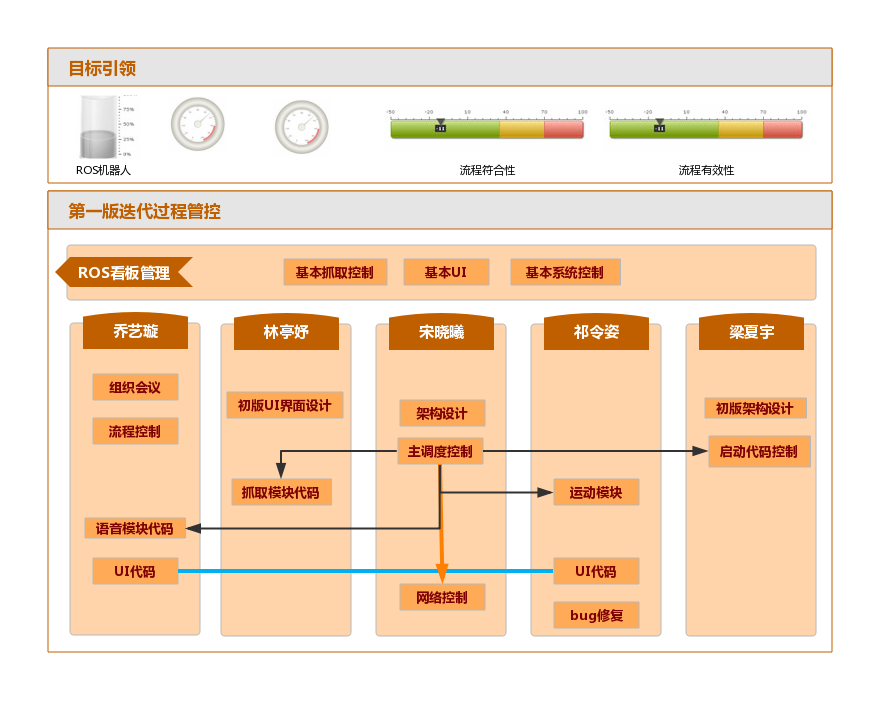 目标引领
75%
50%
25%
0%
ROS机器人
-50 -20 10 40 70 100
-11
流程符合性
-50 -20 10 40 70 100
-11
流程有效性
第一版迭代过程管控
ROS看板管理
基本抓取控制
基本UI
基本系统控制
乔艺璇
林亭妤
宋晓曦
祁令姿
梁夏宇
组织会议
流程控制
语音模块代码
UI代码
初版UI界面设计
抓取模块代码
架构设计
主调度控制
网络控制
运动模块
UI代码
bug修复
初版架构设计
启动代码控制